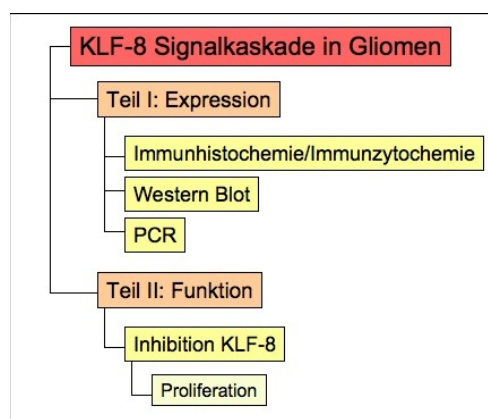 KLF-8 Signalkaskade in Gliomen
Teil I: Expression
Immunhistochemie/Immunzytochemie
Western Blot
PCR
Teil II: Funktion
Inhibition KLF-8
Proliferation